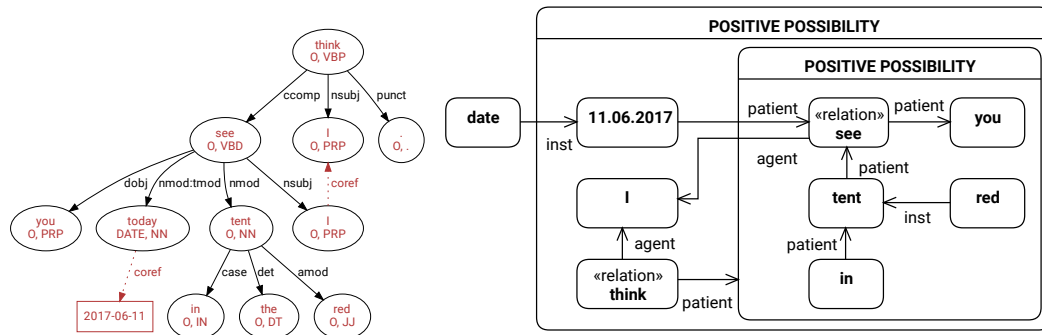 think
O, VBP
ccomp
nsubj
punct
see
O, VBD
I
O, PRP
.
O, .
dobj
nmod:tmod
nmod
nsubj
coref
you
O, PRP
today
DATE, NN
tent
O, NN
I
O, PRP
coref
case
det
amod
2017-06-11
in
O, IN
the
O, DT
red
O, JJ
POSITIVE POSSIBILITY
POSITIVE POSSIBILITY
date
inst
11.06.2017
patient
«relation»
see
patient
you
agent
patient
I
tent
inst
red
agent
patient
«relation»
think
patient
in